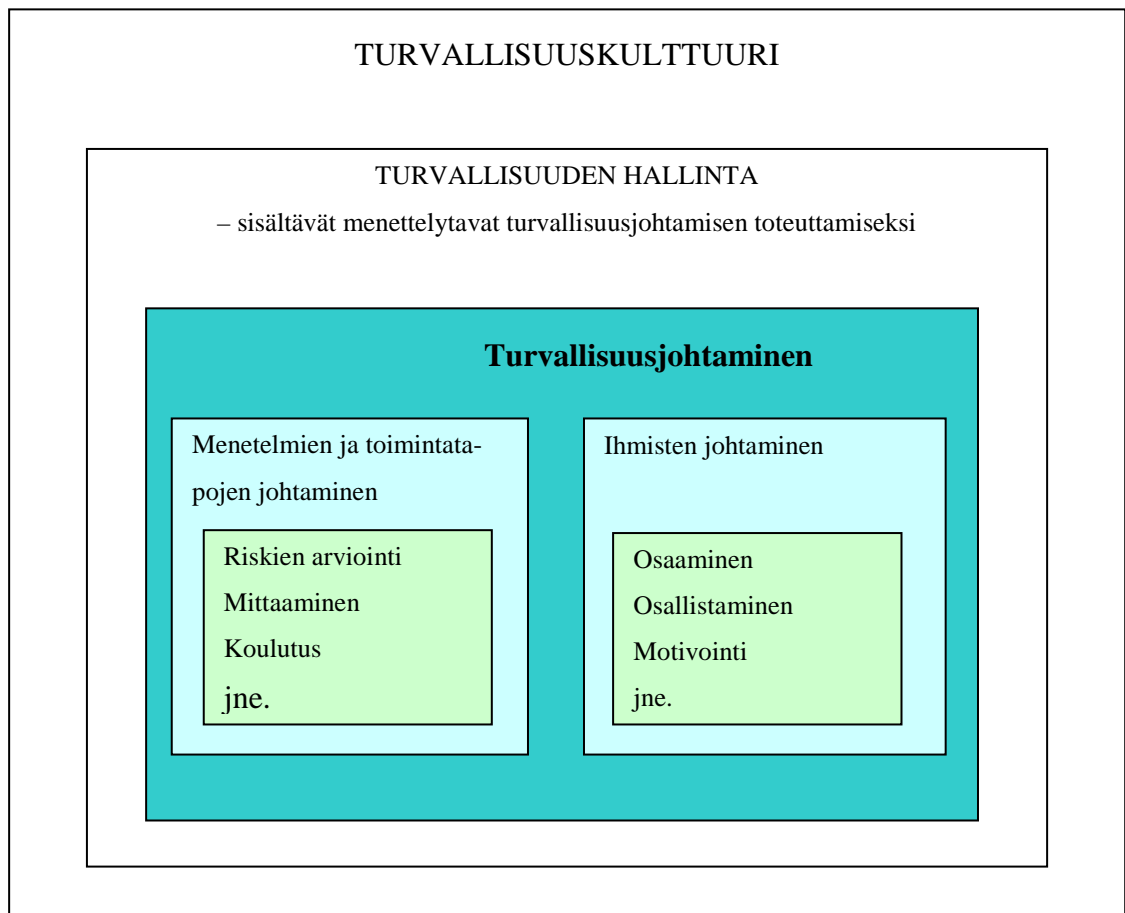 TURVALLISUUSKULTTUURI
TURVALLISUUDEN HALLINTA
– sisältävät menettelytavat turvallisuusjohtamisen toteuttamiseksi
Turvallisuusjohtaminen
Menetelmien ja toimintata-
pojen johtaminen
Riskien arviointi
Mittaaminen
Koulutus
jne.
Ihmisten johtaminen
Osaaminen
Osallistaminen
Motivointi
jne.